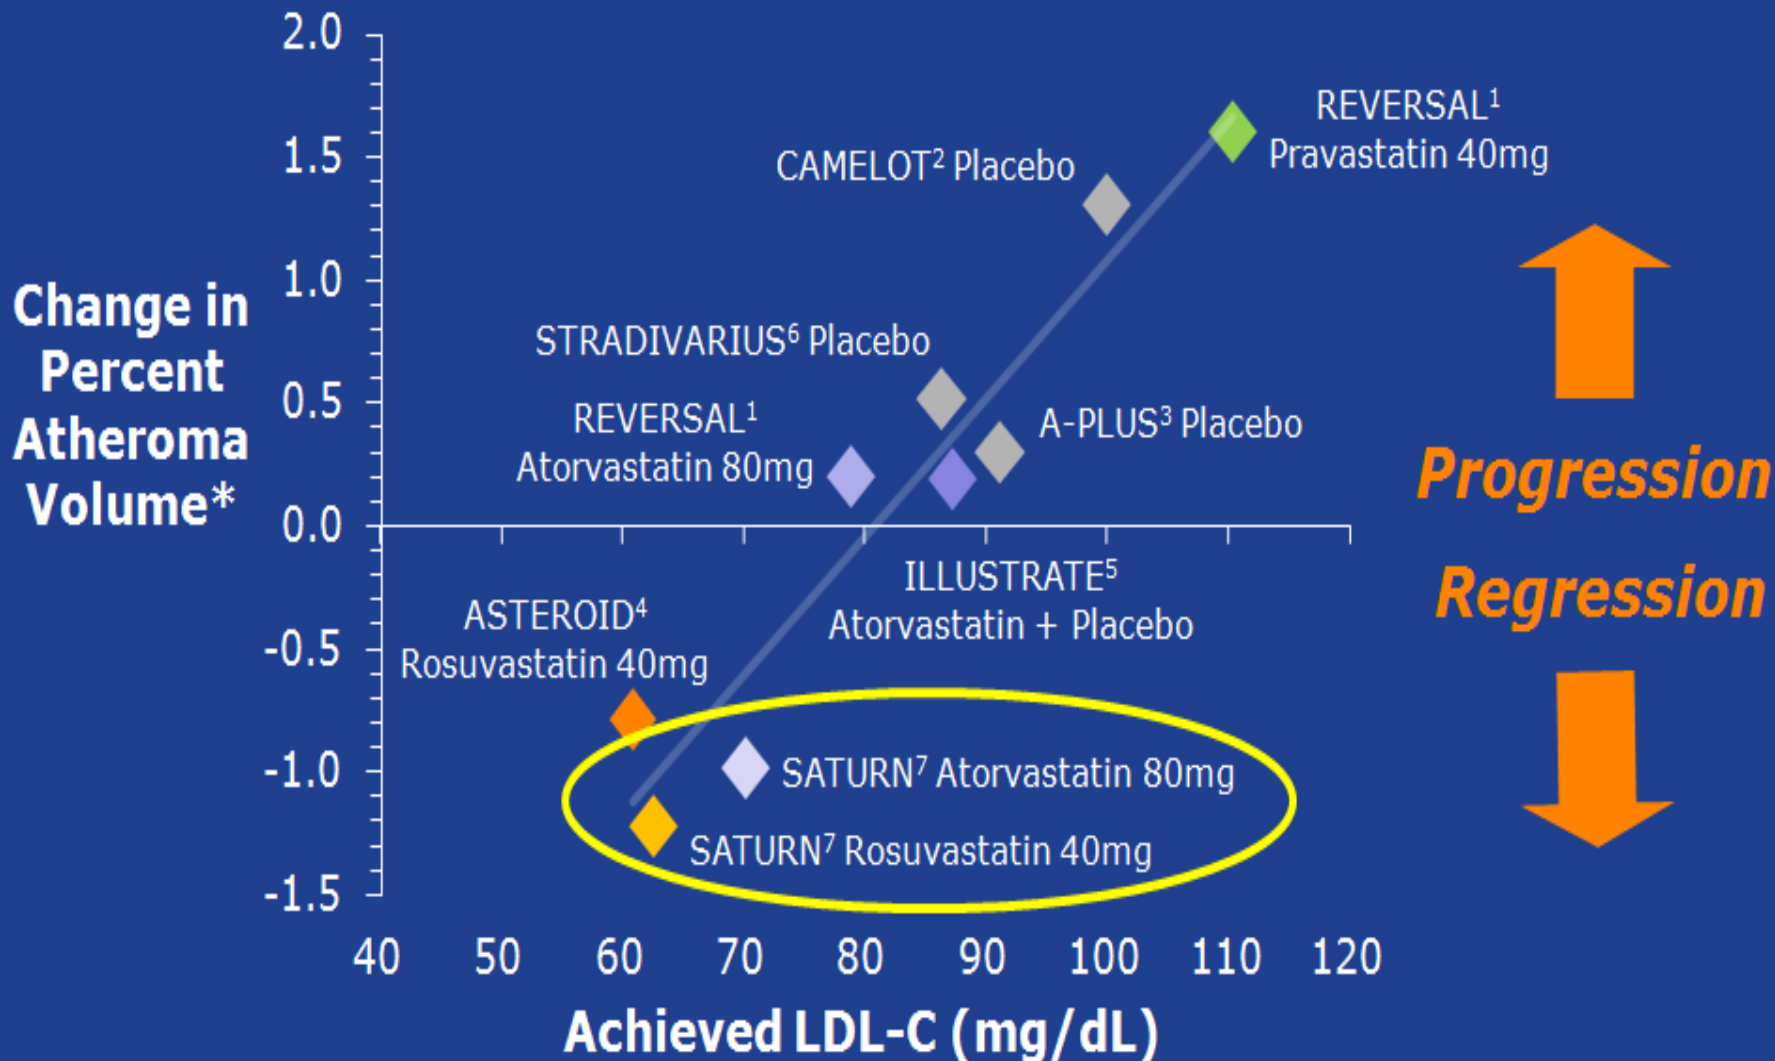 2.0
1.5
1.0
0.5
0.0
-0.5
-1.0
-1.5
Change in
Percent
Atheroma
Volume*
REVERSAL¹
Pravastatin 40mg
CAMELOT² Placebo
STRADIVARIUS⁶ Placebo
REVERSAL¹
Atorvastatin 80mg
A-PLUS³ Placebo
ILLUSTRATE⁵
Atorvastatin + Placebo
ASTEROID⁴
Rosuvastatin 40mg
SATURN⁷ Atorvastatin 80mg
SATURN⁷ Rosuvastatin 40mg
Progression
Regression
40 50 60 70 80 90 100 110 120
Achieved LDL-C (mg/dL)